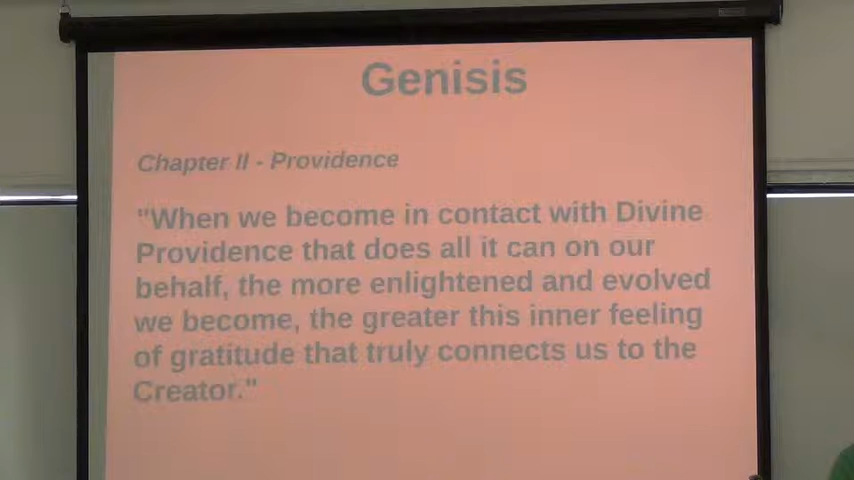 Genisis
Chapter II - Providence
"When we become in contact with Divine
Providence that does all it can on our
behalf, the more enlightened and evolved
we become, the greater this inner feeling
of gratitude that truly connects us to the
Creator."